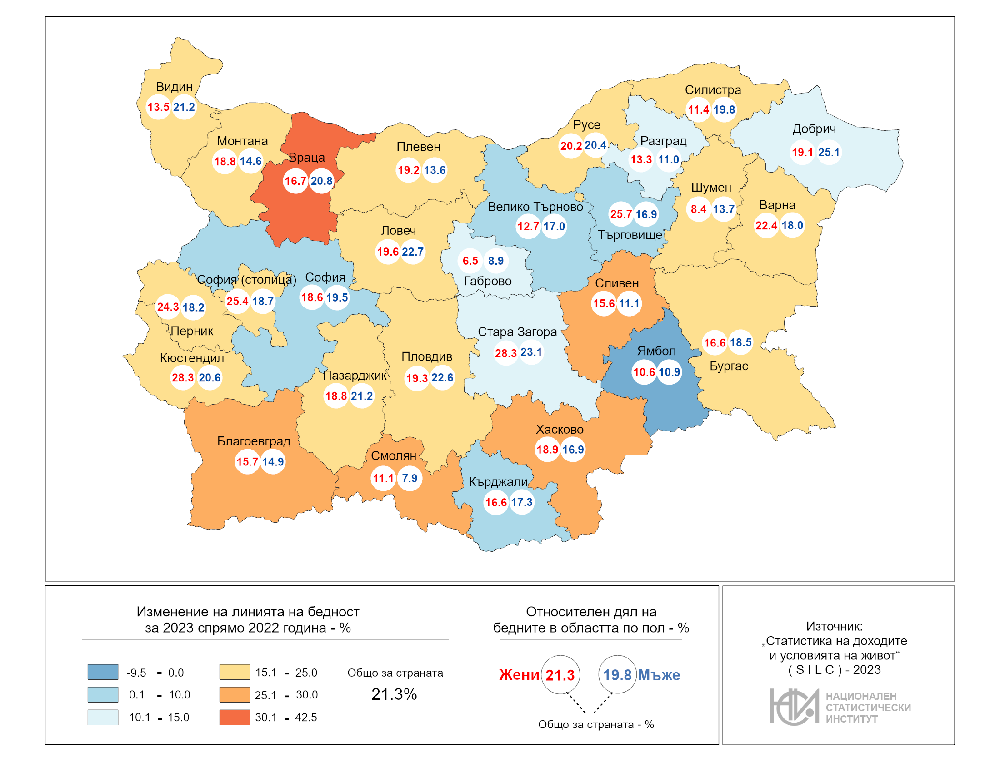 Видин
13.5 21.2
Монтана
18.8 14.6
Враца
16.7 20.8
Плевен
19.2 13.6
Русе
20.2 20.4
Силистра
11.4 19.8
Разград
13.3 11.0
Добрич
19.1 25.1
Шумен
8.4 13.7
Варна
22.4 18.0
Велико Търново
12.7 17.0
25.7 16.9
Търговище
Ловеч
19.6 22.7
6.5 8.9
Габрово
София (столица)
25.4 18.7
София
18.6 19.5
Сливен
15.6 11.1
24.3 18.2
Перник
Стара Загора
28.3 23.1
16.6 18.5
Бургас
Ямбол
10.6 10.9
Кюстендил
28.3 20.6
Пазарджик
18.8 21.2
Пловдив
19.3 22.6
Благоевград
15.7 14.9
Смолян
11.1 7.9
Хасково
18.9 16.9
Кърджали
16.6 17.3
Изменение на линията на бедност
за 2023 спрямо 2022 година - %
-9.5 - 0.0
0.1 - 10.0
10.1 - 15.0
15.1 - 25.0
25.1 - 30.0
30.1 - 42.5
Общо за страната
21.3%
Относителен дял на
бедните в областта по пол - %
Жени 21.3 19.8 Мъже
Общо за страната - %
Източник:
„Статистика на доходите
и условията на живот“
( S I L C ) - 2023
НСИ
НАЦИОНАЛЕН
СТАТИСТИЧЕСКИ
ИНСТИТУТ